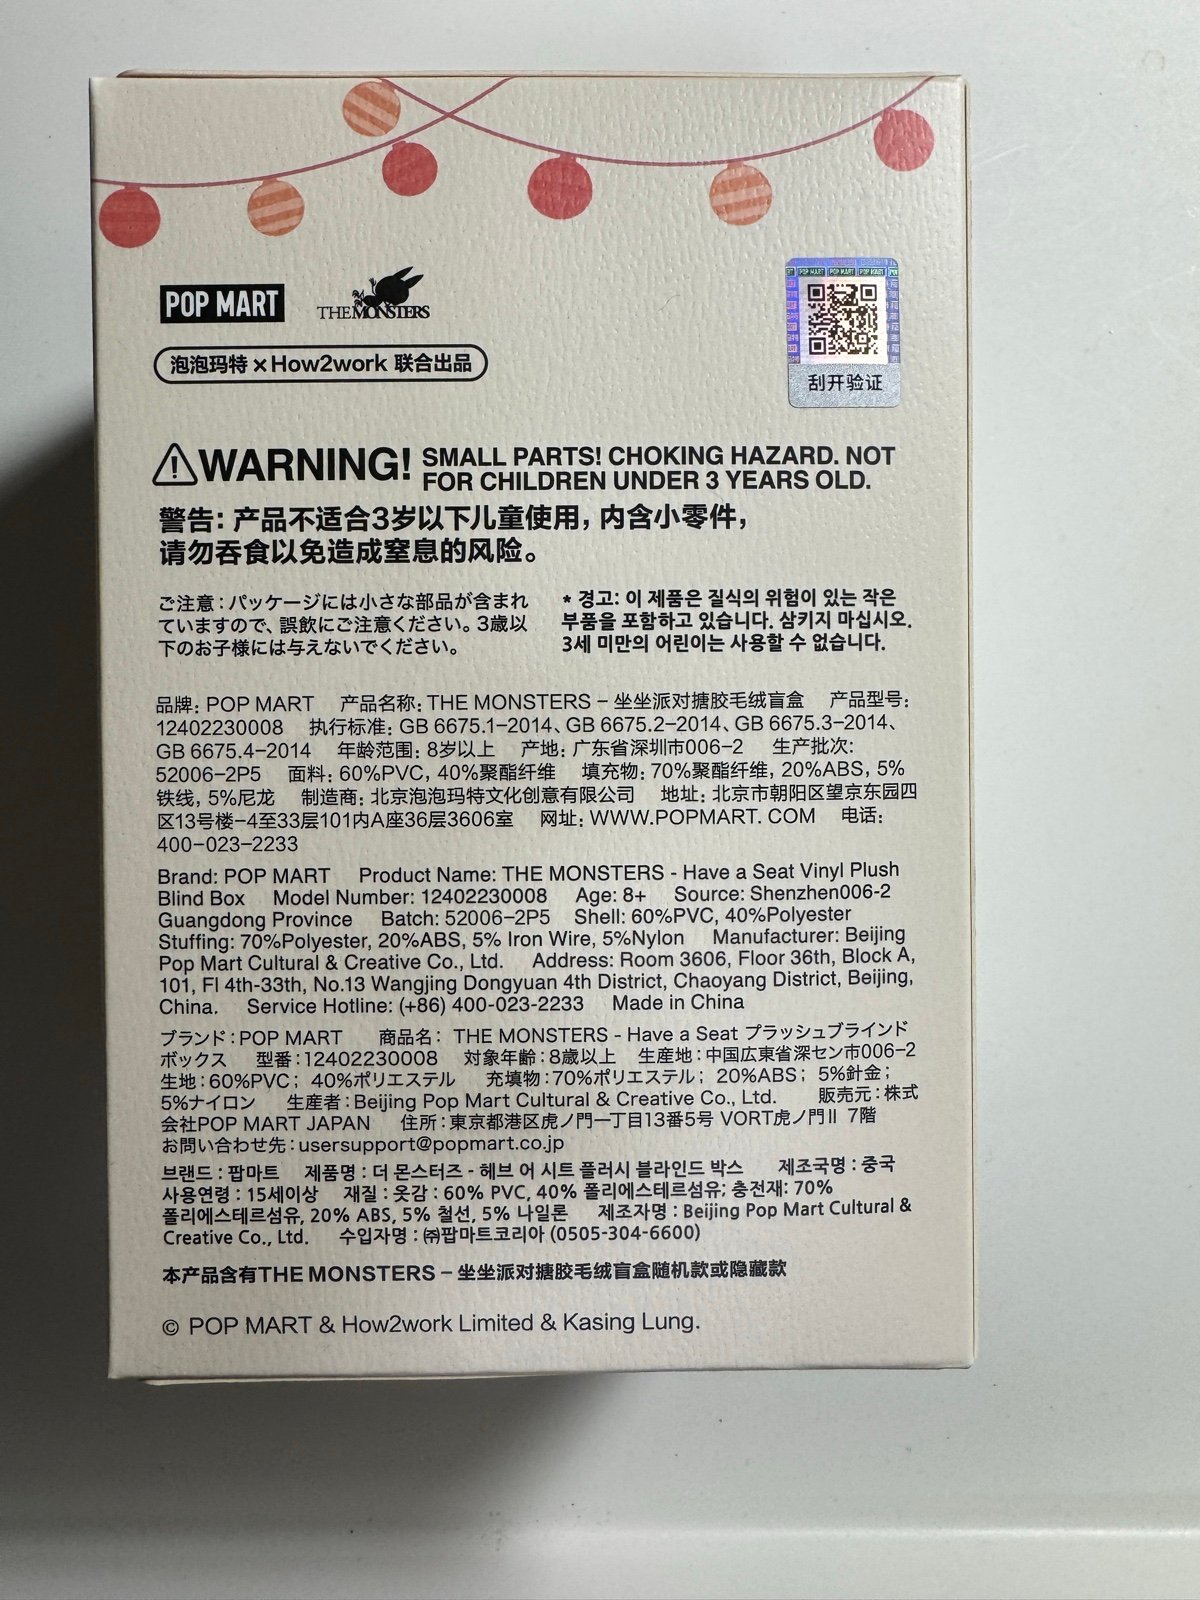 POP MART
THE MONSTERS
泡泡玛特 × How2work 联合出品
POP MART POP MART POP MART
刮开验证
WARNING! SMALL PARTS! CHOKING HAZARD. NOT
FOR CHILDREN UNDER 3 YEARS OLD.
警告：产品不适合3岁以下儿童使用，内含小零件，
请勿吞食以免造成窒息的风险。
ご注意：パッケージには小さな部品が含まれ
ていますので、誤飲にご注意ください。3歳以
下のお子様には与えないでください。
* 경고: 이 제품은 질식의 위험이 있는 작은
부품을 포함하고 있습니다. 삼키지 마십시오.
3세 미만의 어린이는 사용할 수 없습니다.
品牌: POP MART 产品名称: THE MONSTERS – 坐坐派对搪胶毛绒盲盒 产品型号:
12402230008 执行标准: GB 6675.1–2014、GB 6675.2–2014、GB 6675.3–2014、
GB 6675.4–2014 年龄范围: 8岁以上 产地: 广东省深圳市006–2 生产批次:
52006–2P5 面料: 60%PVC, 40%聚酯纤维 填充物: 70%聚酯纤维, 20%ABS, 5%
铁线, 5%尼龙 制造商: 北京泡泡玛特文化创意有限公司 地址: 北京市朝阳区望京东园四
区13号楼–4至33层101内A座36层3606室 网址: WWW.POPMART. COM 电话:
400–023–2233
Brand: POP MART Product Name: THE MONSTERS - Have a Seat Vinyl Plush
Blind Box Model Number: 12402230008 Age: 8+ Source: Shenzhen006-2
Guangdong Province Batch: 52006–2P5 Shell: 60%PVC, 40%Polyester
Stuffing: 70%Polyester, 20%ABS, 5% Iron Wire, 5%Nylon Manufacturer: Beijing
Pop Mart Cultural & Creative Co., Ltd. Address: Room 3606, Floor 36th, Block A,
101, Fl 4th-33th, No.13 Wangjing Dongyuan 4th District, Chaoyang District, Beijing,
China. Service Hotline: (+86) 400-023-2233 Made in China
ブランド：POP MART 商品名： THE MONSTERS - Have a Seat プラッシュブラインド
ボックス 型番：12402230008 対象年齢：8歳以上 生産地：中国広東省深セン市006–2
生地：60%PVC； 40%ポリエステル 充填物：70%ポリエステル； 20%ABS； 5%針金；
5%ナイロン 生産者：Beijing Pop Mart Cultural & Creative Co., Ltd. 販売元：株式
会社POP MART JAPAN 住所：東京都港区虎ノ門一丁目13番5号 VORT虎ノ門II 7階
お問い合わせ先：usersupport@popmart.co.jp
브랜드 : 팝마트 제품명 : 더 몬스터즈 - 헤브 어 시트 플러시 블라인드 박스 제조국명 : 중국
사용연령 : 15세이상 재질 : 옷감 : 60% PVC, 40% 폴리에스테르섬유; 충전재: 70%
폴리에스테르섬유, 20% ABS, 5% 철선, 5% 나일론 제조자명 : Beijing Pop Mart Cultural &
Creative Co., Ltd. 수입자명 : ㈜팝마트코리아 (0505-304-6600)
本产品含有THE MONSTERS – 坐坐派对搪胶毛绒盲盒随机款或隐藏款
© POP MART & How2work Limited & Kasing Lung.